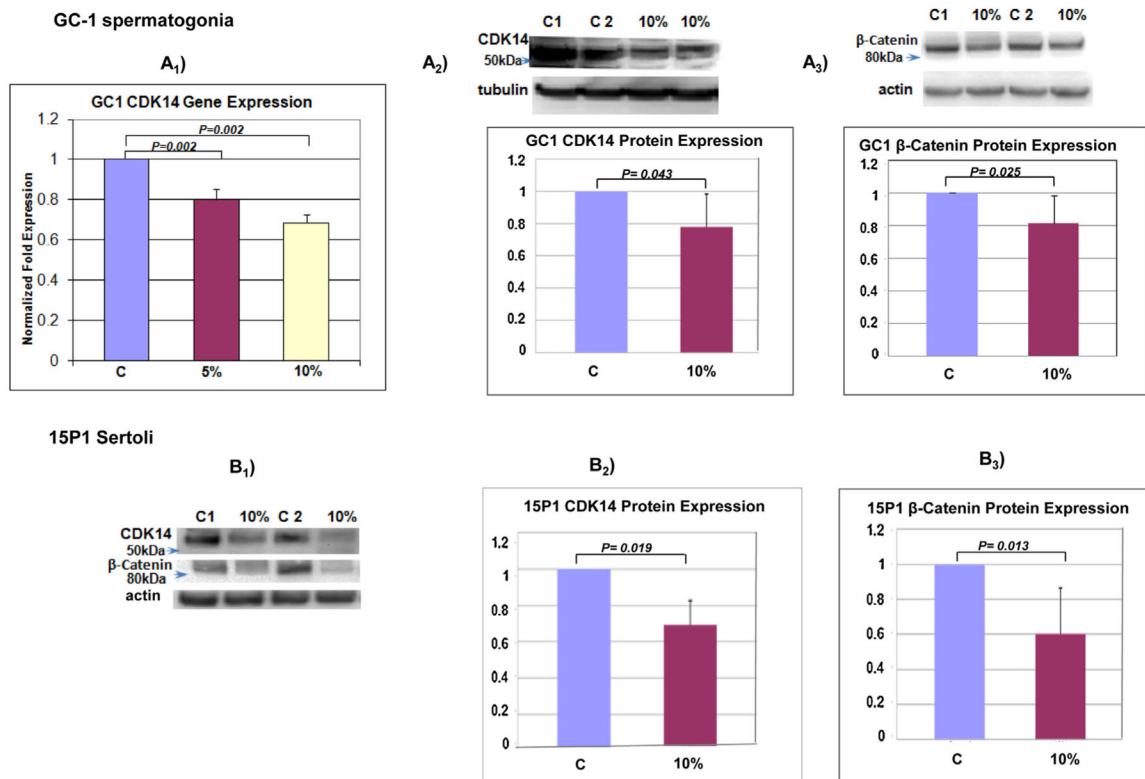 GC-1 spermatogonia
A1)
GC1 CDK14 Gene Expression
Normalized Fold Expression
1.2
1
0.8
0.6
0.4
0.2
0
P=0.002
P=0.002
C 5% 10%
A2)
C1 10% C 2 10%
CDK14
50kDa
tubulin
GC1 CDK14 Protein Expression
1.2
1
0.8
0.6
0.4
0.2
0
P= 0.043
C 10%
A3)
C1 10% C 2 10%
β-Catenin
80kDa
actin
GC1 β-Catenin Protein Expression
1.2
1
0.8
0.6
0.4
0.2
0
P= 0.025
C 10%
15P1 Sertoli
B1)
C1 10% C 2 10%
CDK14
50kDa
β-Catenin
80kDa
actin
B2)
15P1 CDK14 Protein Expression
1.2
1
0.8
0.6
0.4
0.2
0
P= 0.019
C 10%
B3)
15P1 β-Catenin Protein Expression
1.2
1
0.8
0.6
0.4
0.2
0
P= 0.013
C 10%